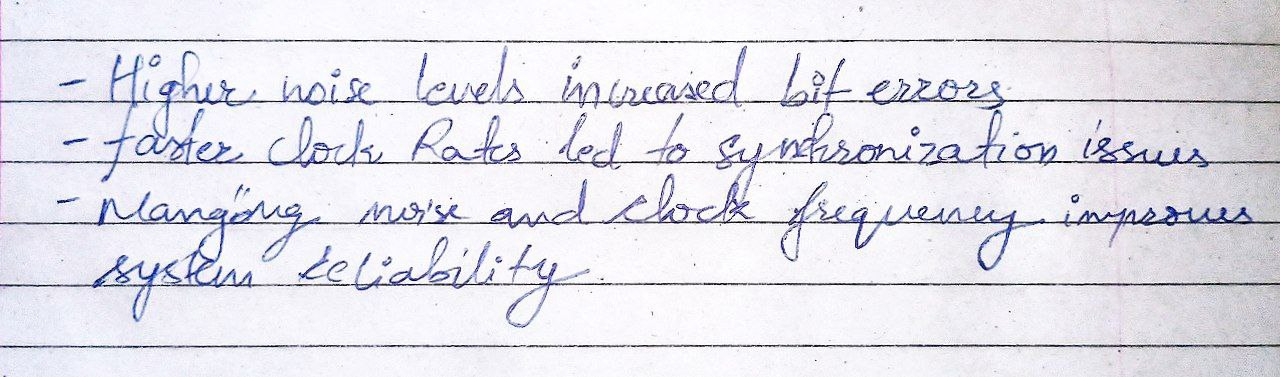 - Higher noise levels increased bit errors
- faster clock Rates led to synchronization issues
- Manging noise and clock frequency improves
system reliability